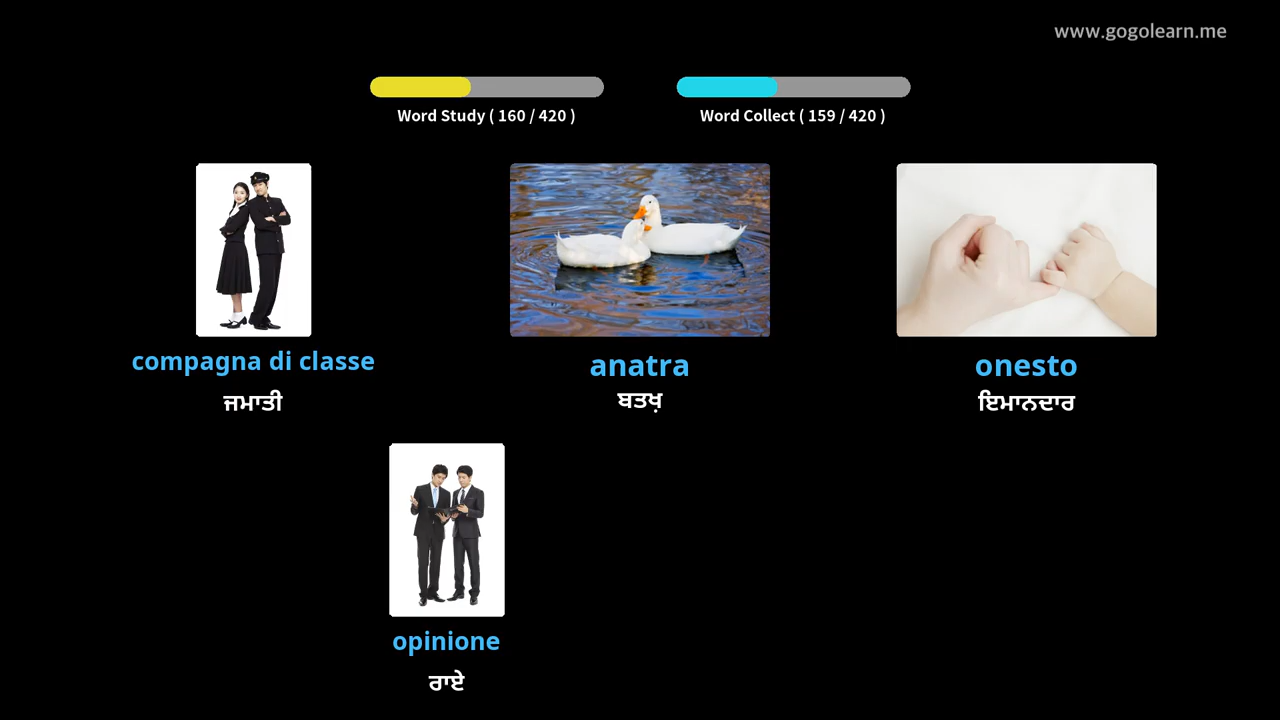 www.gogolearn.me
Word Study ( 160 / 420 )
Word Collect ( 159 / 420 )
compagna di classe
ਜਮਾਤੀ
anatra
ਬਤਖ਼
onesto
ਇਮਾਨਦਾਰ
opinione
ਰਾਏ